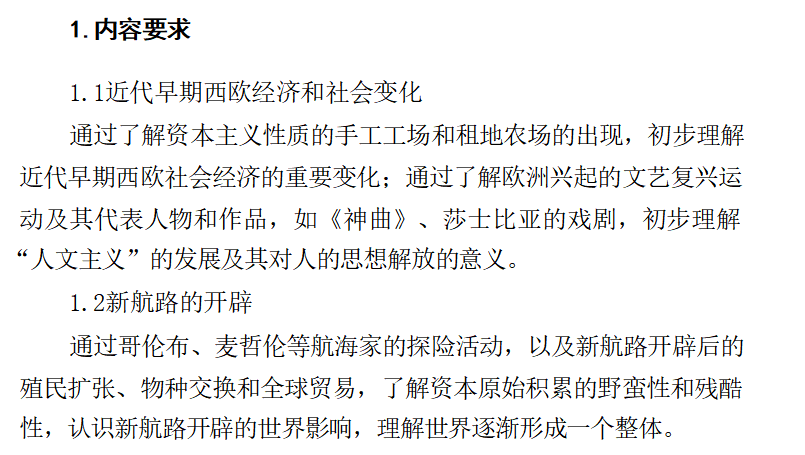 1.内容要求
1.1近代早期西欧经济和社会变化
通过了解资本主义性质的手工工场和租地农场的出现，初步理解
近代早期西欧社会经济的重要变化；通过了解欧洲兴起的文艺复兴运
动及其代表人物和作品，如《神曲》、莎士比亚的戏剧，初步理解
“人文主义”的发展及其对人的思想解放的意义。
1.2新航路的开辟
通过哥伦布、麦哲伦等航海家的探险活动，以及新航路开辟后的
殖民扩张、物种交换和全球贸易，了解资本原始积累的野蛮性和残酷
性，认识新航路开辟的世界影响，理解世界逐渐形成一个整体。